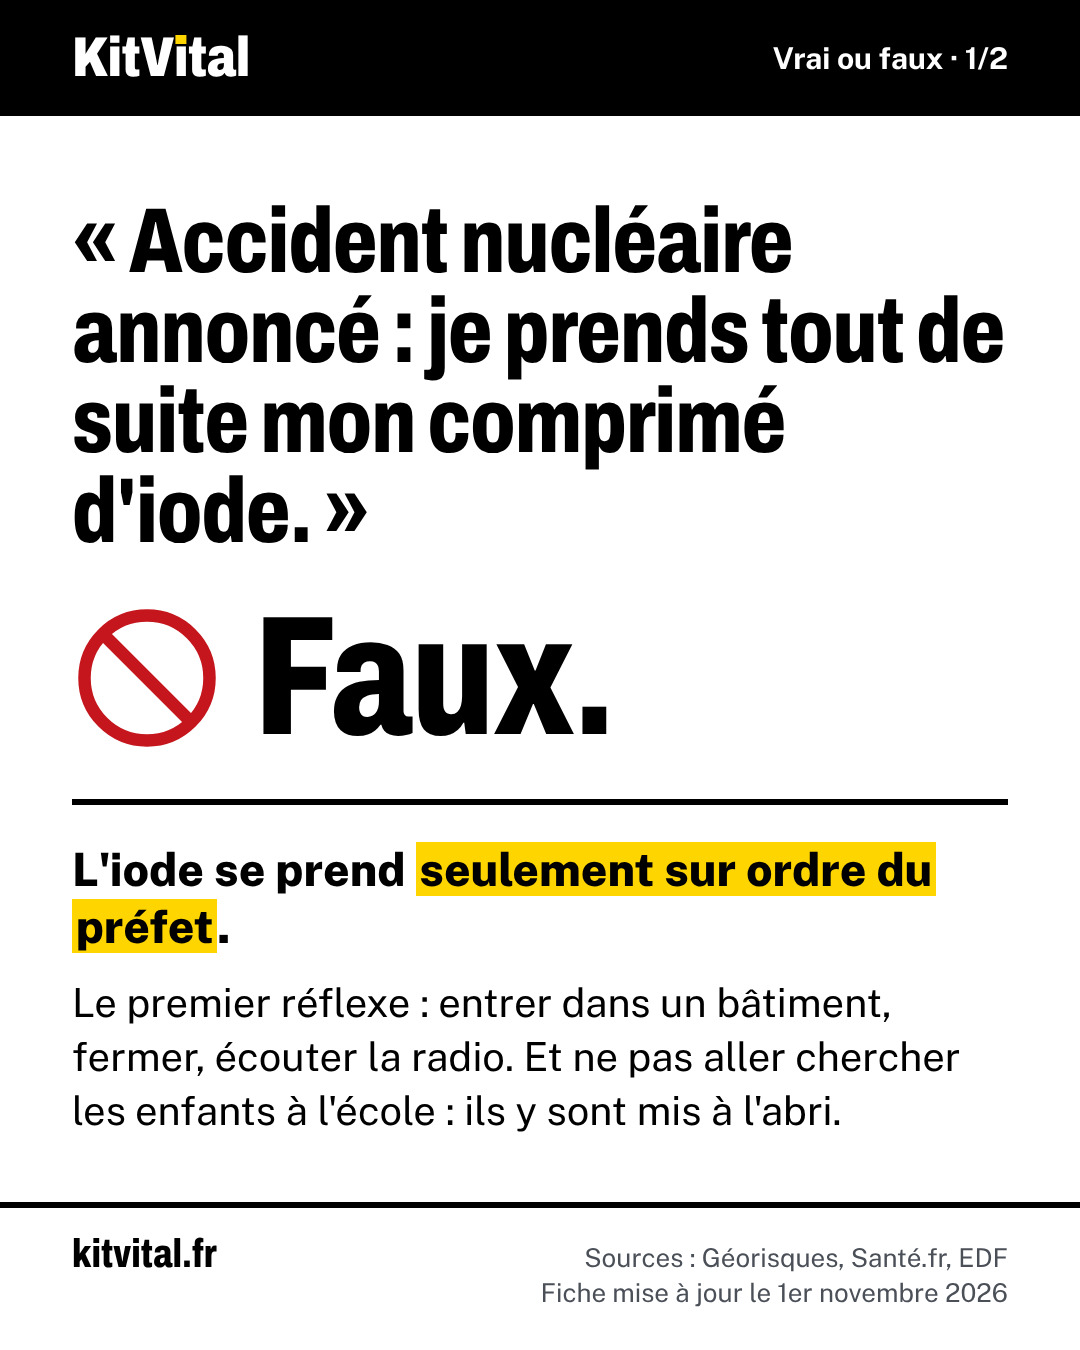 KitVital
Vrai ou faux · 1/2
« Accident nucléaire
annoncé : je prends tout de
suite mon comprimé
d'iode. »
Faux.
L'iode se prend seulement sur ordre du
préfet.
Le premier réflexe : entrer dans un bâtiment,
fermer, écouter la radio. Et ne pas aller chercher
les enfants à l'école : ils y sont mis à l'abri.
kitvital.fr
Sources : Géorisques, Santé.fr, EDF
Fiche mise à jour le 1er novembre 2026